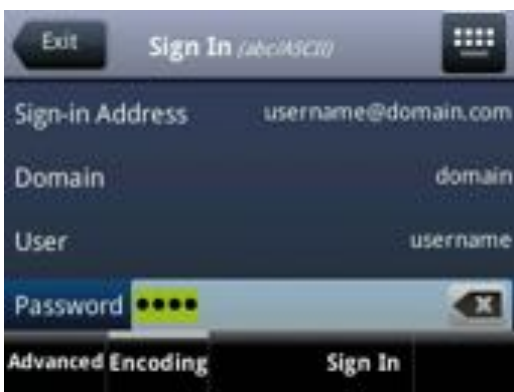 Exit Sign In (abc/ASCII)
Sign-in Address username@domain.com
Domain domain
User username
Password ••••
Advanced Encoding Sign In